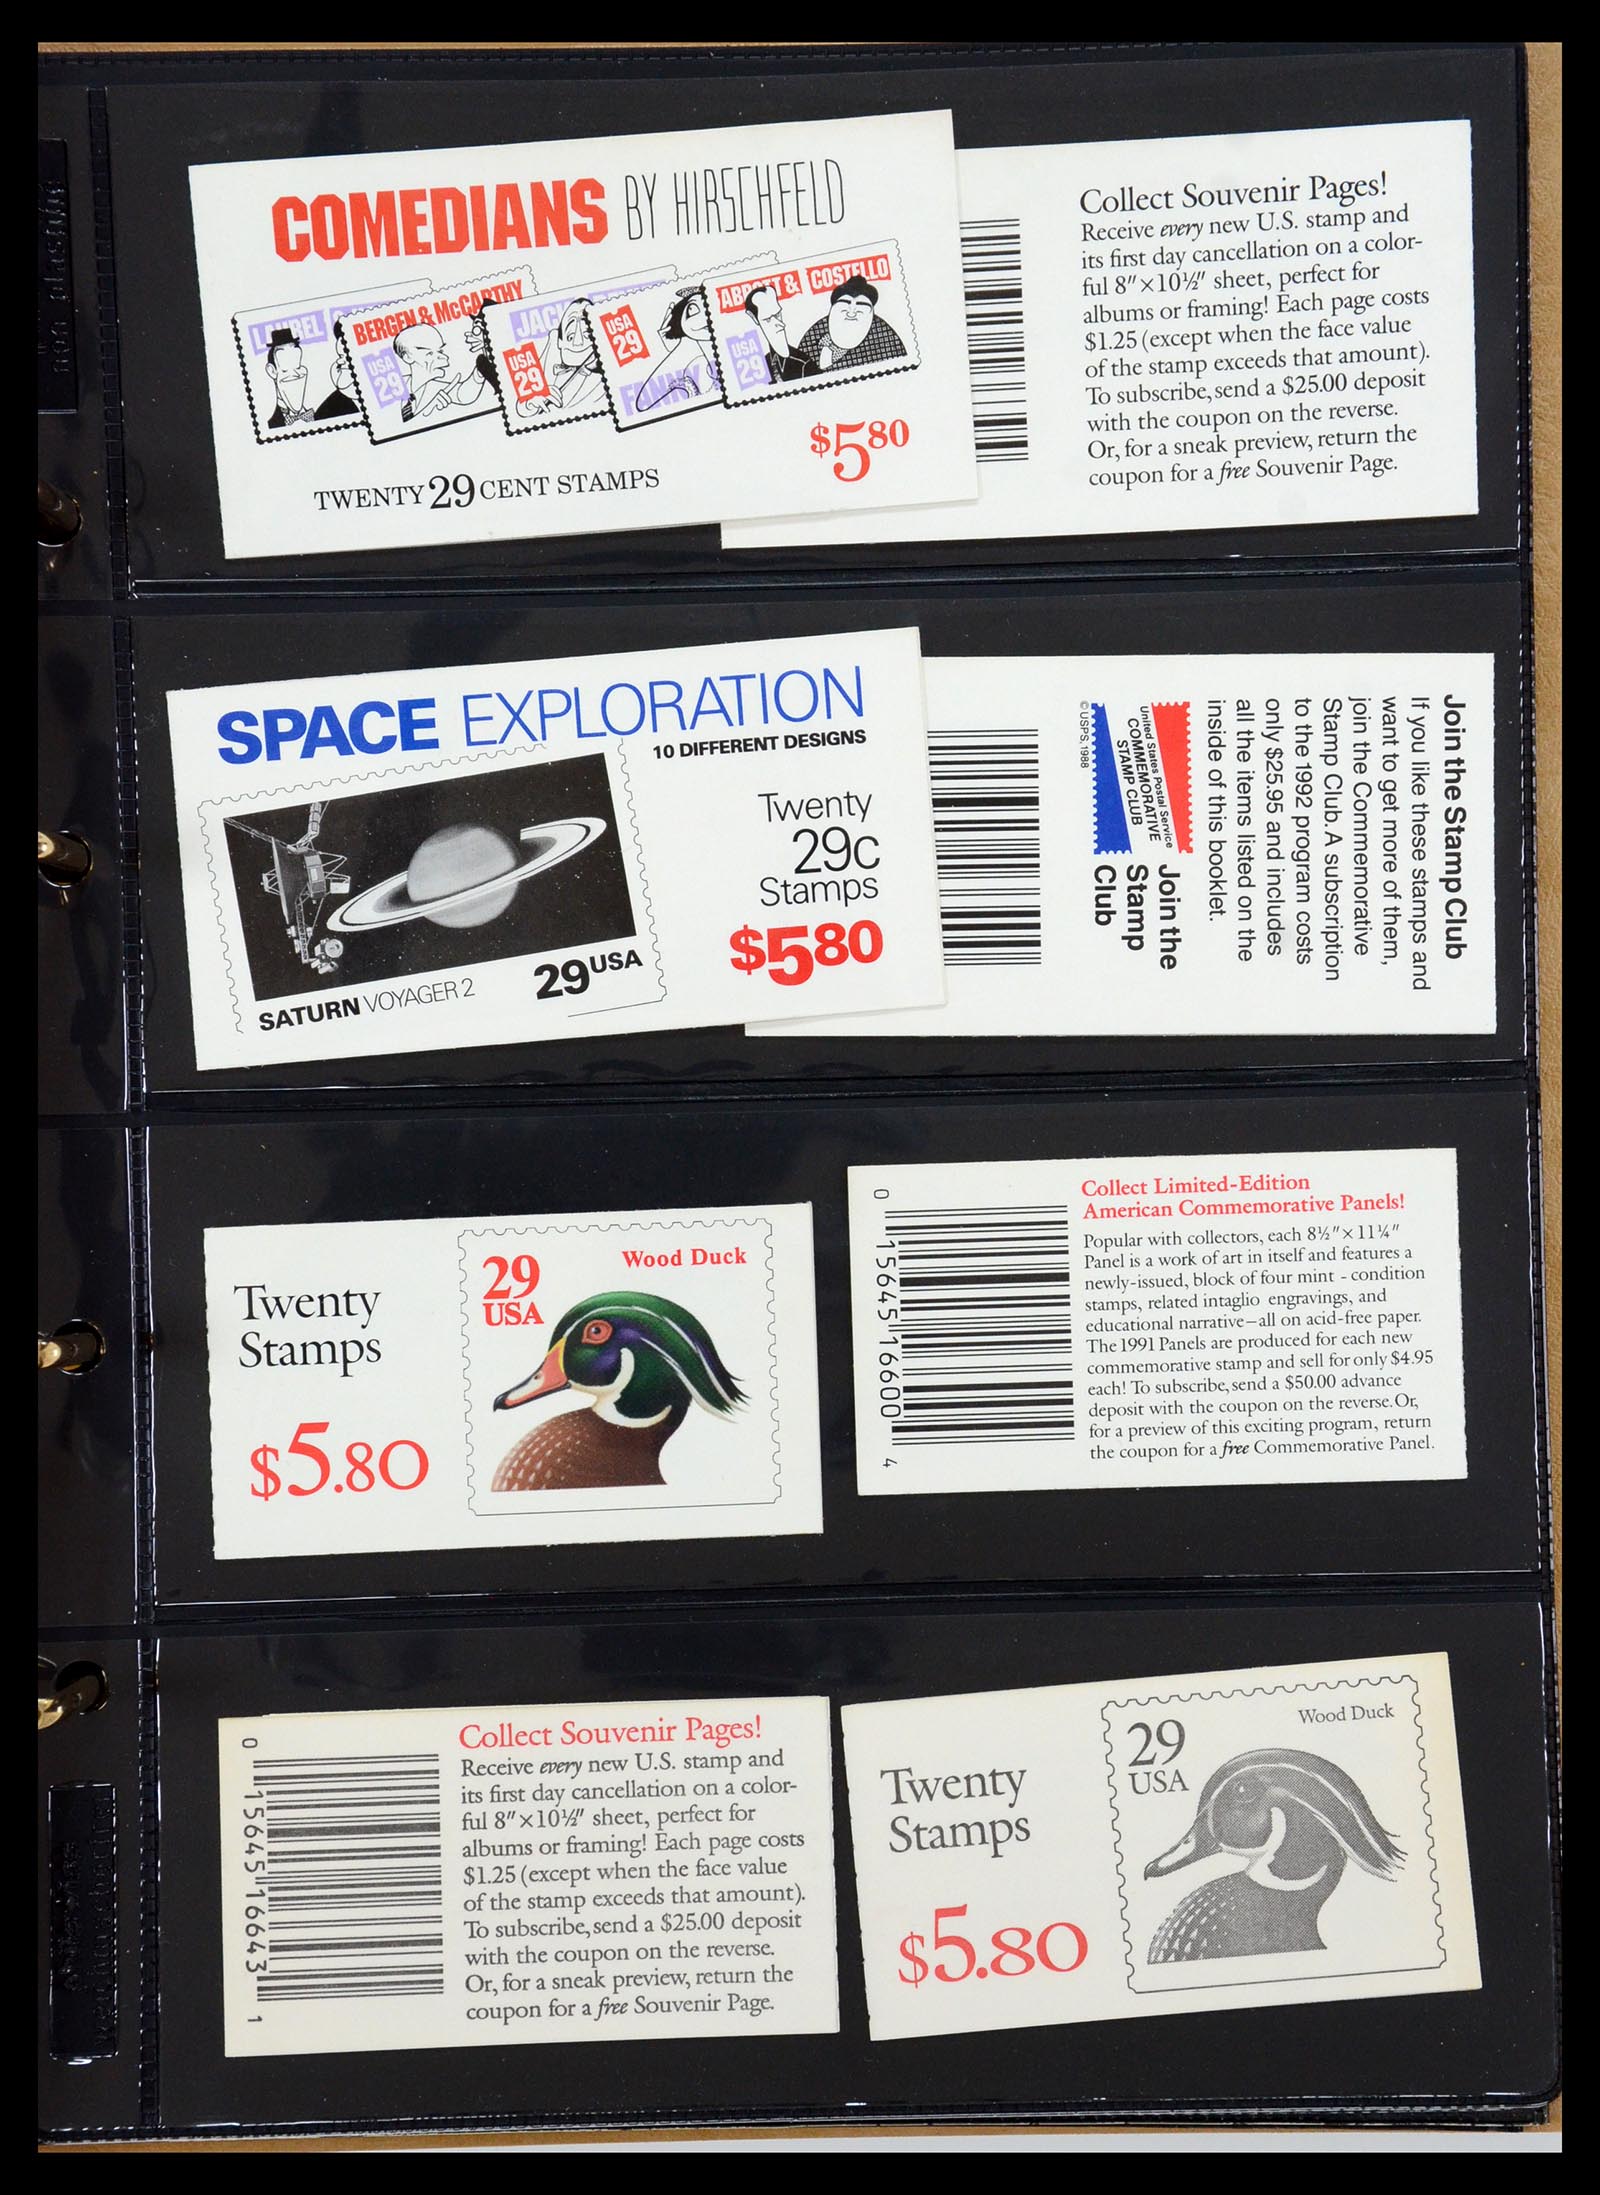 COMEDIANS BY HIRSCHFELD
LAUREL
BERGEN & McCARTHY
JACK
ABBOTT & COSTELLO
USA
29
USA
29
USA
29
FANNY
USA
29
$580
TWENTY 29 CENT STAMPS
Collect Souvenir Pages!
Receive every new U.S. stamp and
its first day cancellation on a color-
ful 8"×10½" sheet, perfect for
albums or framing! Each page costs
$1.25 (except when the face value
of the stamp exceeds that amount).
To subscribe, send a $25.00 deposit
with the coupon on the reverse.
Or, for a sneak preview, return the
coupon for a free Souvenir Page.
SPACE EXPLORATION
10 DIFFERENT DESIGNS
Twenty
29c
Stamps
$580
SATURN VOYAGER 2
29 USA
Join the Stamp Club
If you like these stamps and
want to get more of them,
join the Commemorative
Stamp Club. A subscription
to the 1992 program costs
only $25.95 and includes
all the items listed on the
inside of this booklet.
United States Postal Service
COMMEMORATIVE
STAMP CLUB
© USPS, 1988
Join the
Stamp
Club
Twenty
Stamps
$5.80
29
USA
Wood Duck
0 15645 16600 4
Collect Limited-Edition
American Commemorative Panels!
Popular with collectors, each 8½"×11¼"
Panel is a work of art in itself and features a
newly-issued, block of four mint - condition
stamps, related intaglio engravings, and
educational narrative—all on acid-free paper.
The 1991 Panels are produced for each new
commemorative stamp and sell for only $4.95
each! To subscribe, send a $50.00 advance
deposit with the coupon on the reverse. Or,
for a preview of this exciting program, return
the coupon for a free Commemorative Panel.
0 15645 16643 1
Collect Souvenir Pages!
Receive every new U.S. stamp and
its first day cancellation on a color-
ful 8"×10½" sheet, perfect for
albums or framing! Each page costs
$1.25 (except when the face value
of the stamp exceeds that amount).
To subscribe, send a $25.00 deposit
with the coupon on the reverse.
Or, for a sneak preview, return the
coupon for a free Souvenir Page.
Twenty
Stamps
$5.80
29
USA
Wood Duck